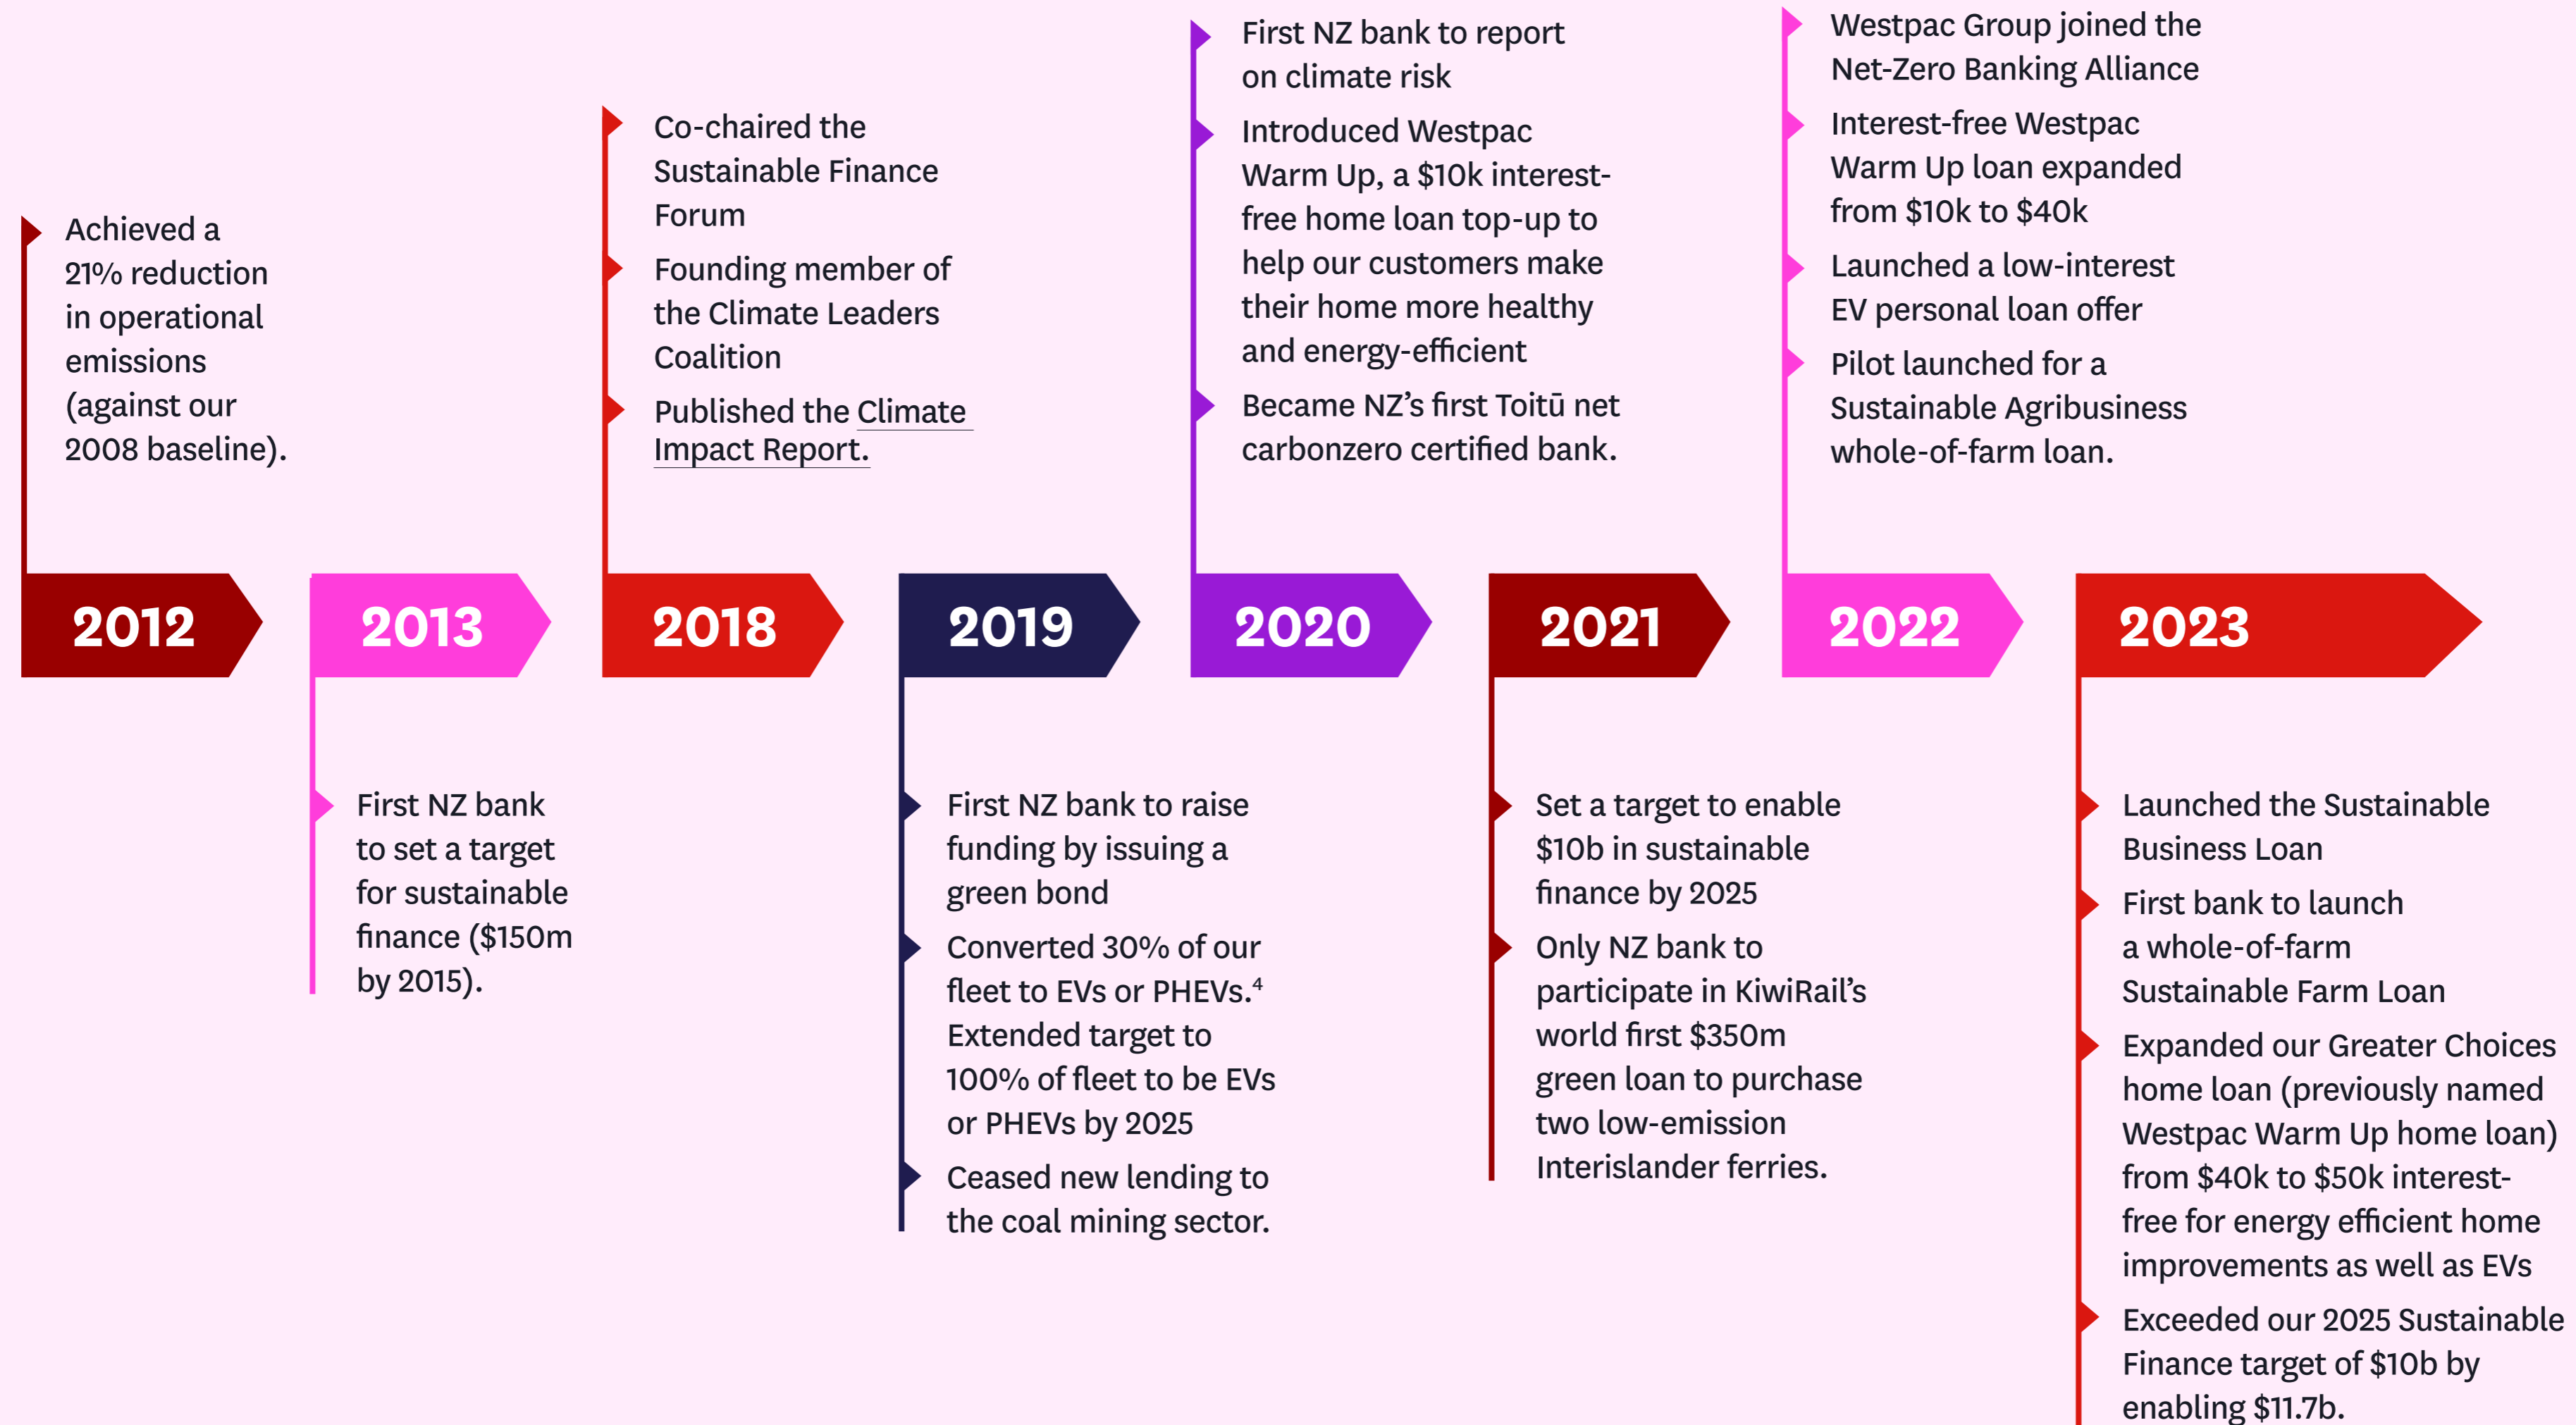 Achieved a
21% reduction
in operational
emissions
(against our
2008 baseline).
2012
2013
First NZ bank
to set a target
for sustainable
finance ($150m
by 2015).
Co-chaired the
Sustainable Finance
Forum
Founding member of
the Climate Leaders
Coalition
Published the Climate
Impact Report.
2018
2019
First NZ bank to raise
funding by issuing a
green bond
Converted 30% of our
fleet to EVs or PHEVs.⁴
Extended target to
100% of fleet to be EVs
or PHEVs by 2025
Ceased new lending to
the coal mining sector.
First NZ bank to report
on climate risk
Introduced Westpac
Warm Up, a $10k interest-
free home loan top-up to
help our customers make
their home more healthy
and energy-efficient
Became NZ’s first Toitū net
carbonzero certified bank.
2020
2021
Set a target to enable
$10b in sustainable
finance by 2025
Only NZ bank to
participate in KiwiRail’s
world first $350m
green loan to purchase
two low-emission
Interislander ferries.
Westpac Group joined the
Net-Zero Banking Alliance
Interest-free Westpac
Warm Up loan expanded
from $10k to $40k
Launched a low-interest
EV personal loan offer
Pilot launched for a
Sustainable Agribusiness
whole-of-farm loan.
2022
2023
Launched the Sustainable
Business Loan
First bank to launch
a whole-of-farm
Sustainable Farm Loan
Expanded our Greater Choices
home loan (previously named
Westpac Warm Up home loan)
from $40k to $50k interest-
free for energy efficient home
improvements as well as EVs
Exceeded our 2025 Sustainable
Finance target of $10b by
enabling $11.7b.